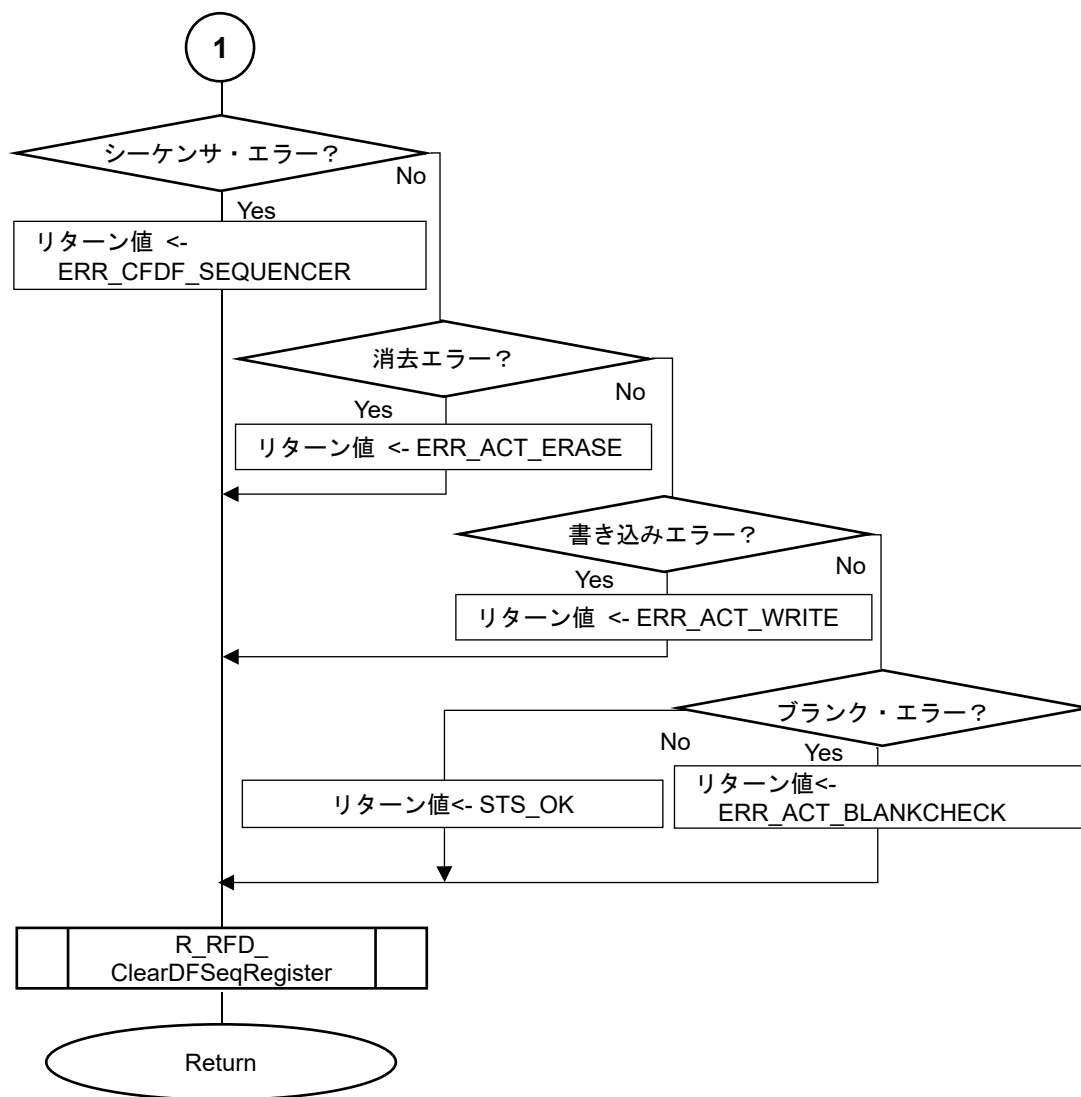 1
シーケンサ・エラー？
No
Yes
リターン値 <-
ERR_CFDF_SEQUENCER
消去エラー？
No
Yes
リターン値 <- ERR_ACT_ERASE
書き込みエラー？
No
Yes
リターン値 <- ERR_ACT_WRITE
ブランク・エラー？
No
Yes
リターン値<- STS_OK
リターン値<-
ERR_ACT_BLANKCHECK
R_RFD_
ClearDFSeqRegister
Return